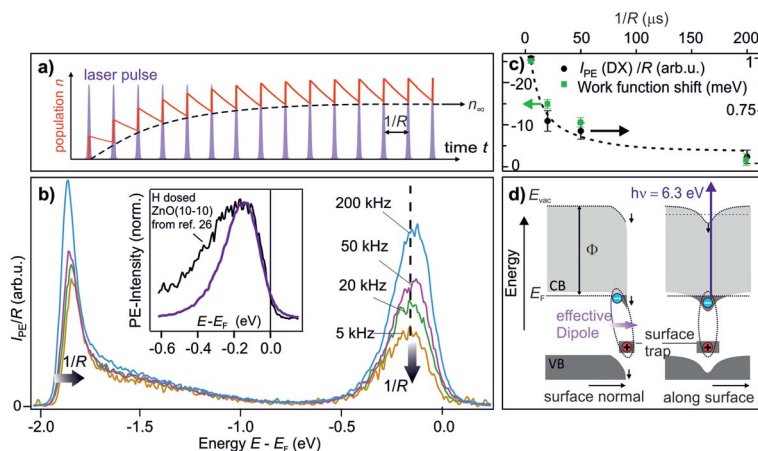 a)
laser pulse
population n
n∞
1/R
time t
b)
I_PE/R (arb.u.)
0
H dosed
ZnO(10-10)
from ref. 26
PE-Intensity (norm.)
-0.6 -0.4 -0.2 0.0
E-E_F (eV)
200 kHz
50 kHz
20 kHz
5 kHz
1/R
1/R
-2.0 -1.5 -1.0 -0.5 0.0
Energy E - E_F (eV)
1/R (μs)
0 50 100 150 200
c)
I_PE (DX) /R (arb.u.)
Work function shift (meV)
-20
-10
0
1
0.75
d)
hν = 6.3 eV
E_vac
Φ
Energy
CB
E_F
effective
Dipole
surface
trap
VB
surface normal
along surface